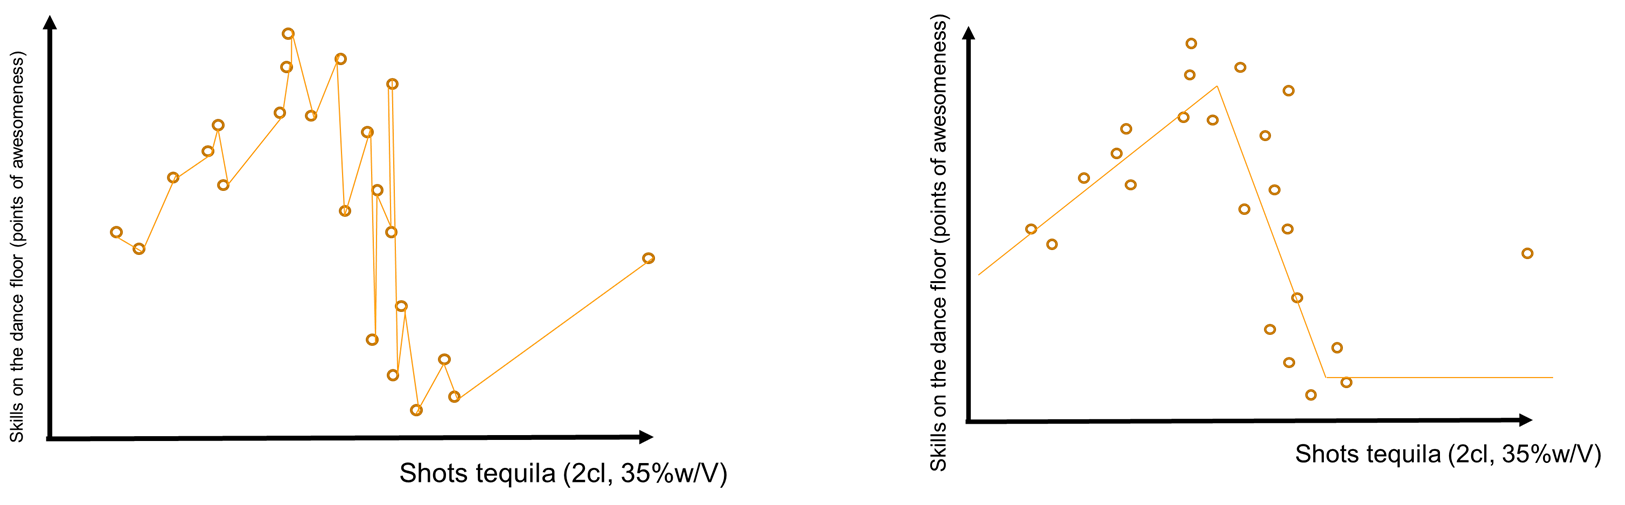 Skills on the dance floor (points of awesomeness)
Shots tequila (2cl, 35%w/V)
Skills on the dance floor (points of awesomeness)
Shots tequila (2cl, 35%w/V)